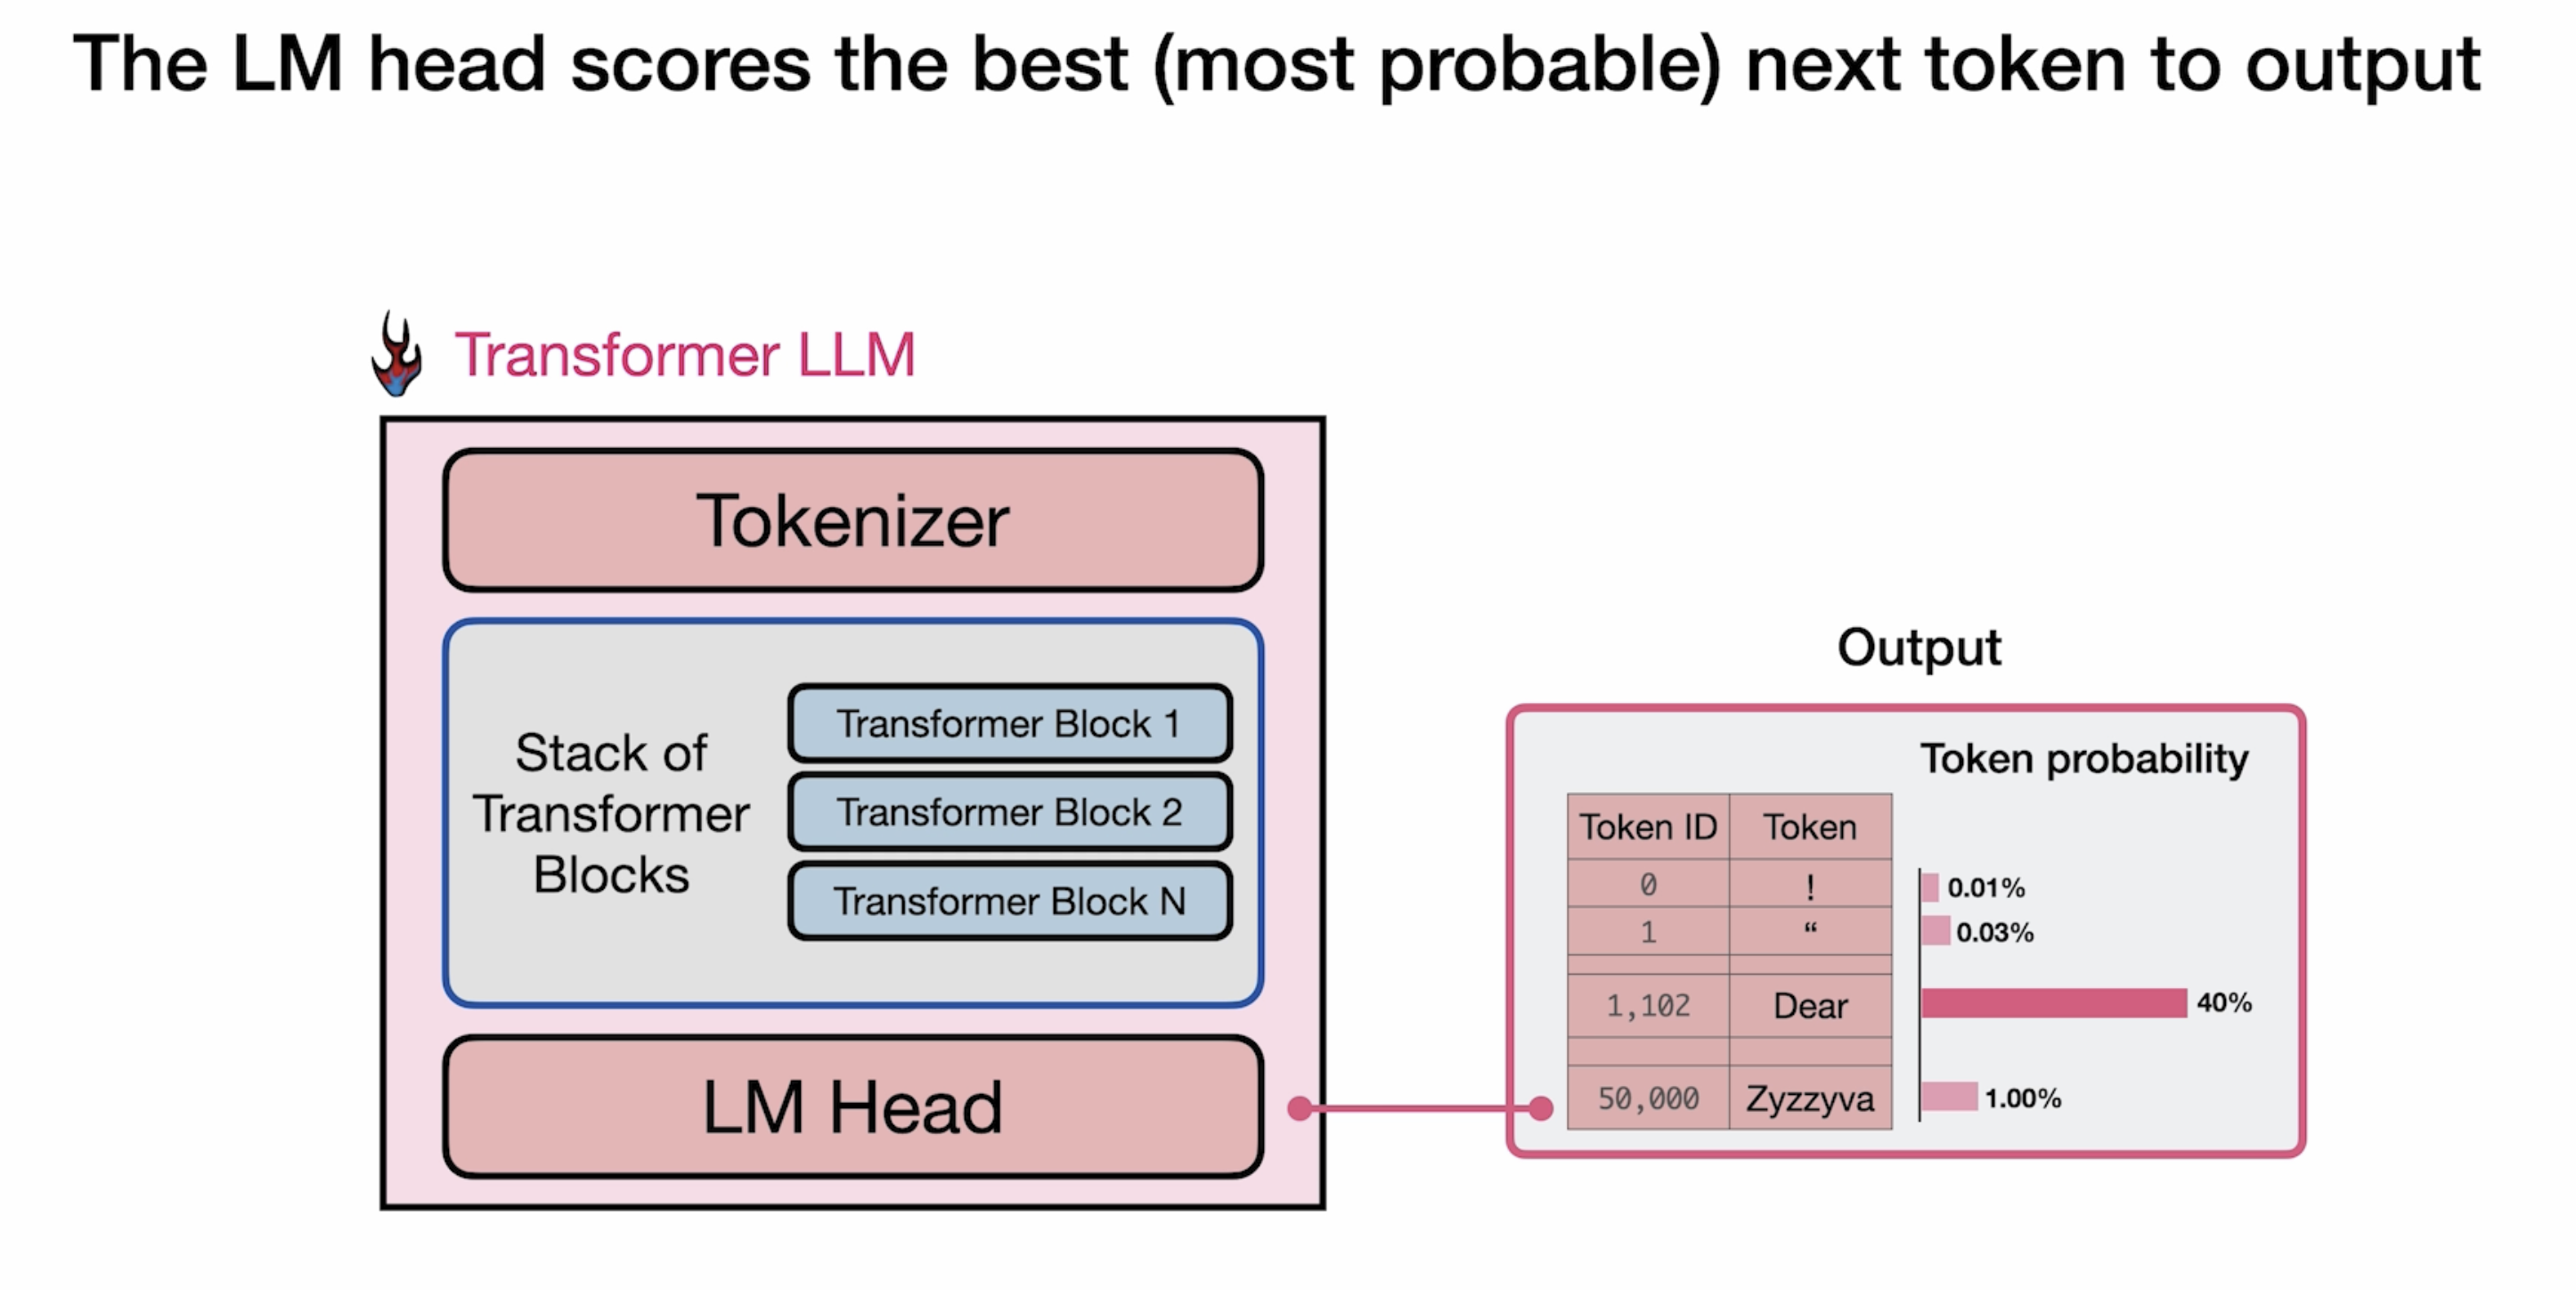 The LM head scores the best (most probable) next token to output
Transformer LLM
Tokenizer
Stack of
Transformer
Blocks
Transformer Block 1
Transformer Block 2
Transformer Block N
LM Head
Output
Token probability
Token ID Token
0 ! 0.01%
1 “ 0.03%
1,102 Dear 40%
50,000 Zyzzyva 1.00%